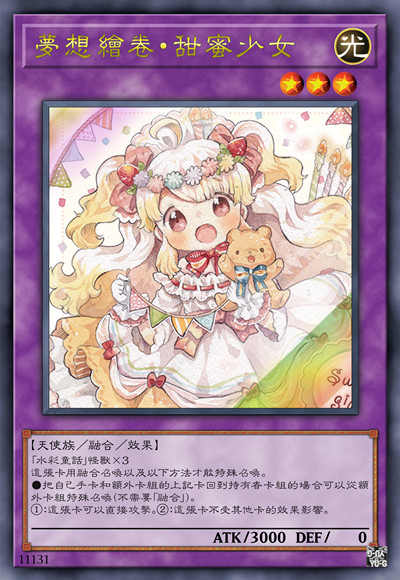 夢想繪卷・甜蜜少女
光
【天使族／融合／效果】
「水彩童話」怪獸×3
這張卡用融合召喚以及以下方法才能特殊召喚。
●把自己手卡和額外卡組的上記卡回到持有者卡組的場合可以從額
外卡組特殊召喚(不需要「融合」)。
①:這張卡可以直接攻擊。②:這張卡不受其他卡的效果影響。
ATK/3000 DEF/ 0
11131